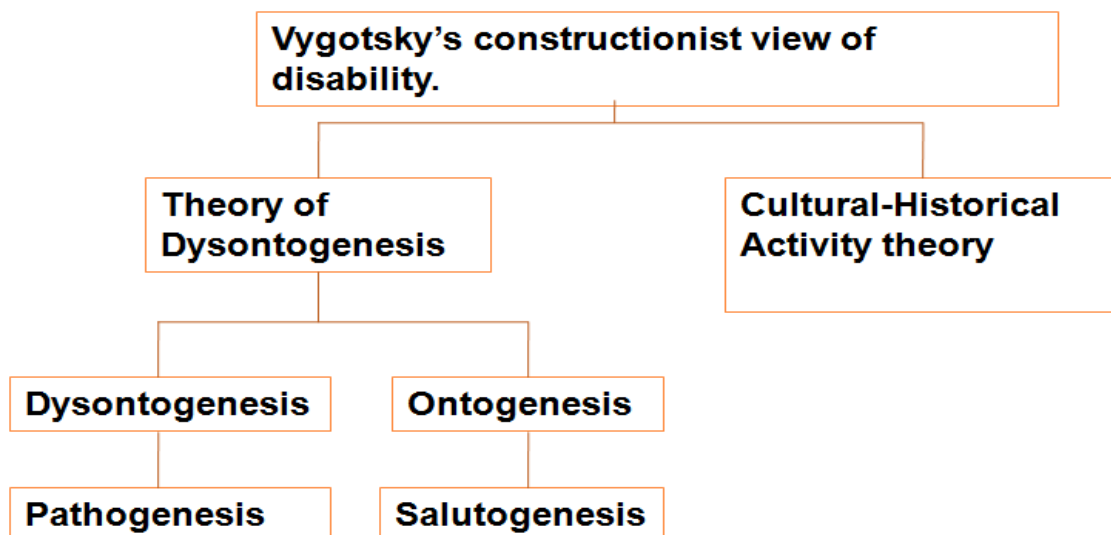 Vygotsky’s constructionist view of
disability.
Theory of
Dysontogenesis
Cultural-Historical
Activity theory
Dysontogenesis
Ontogenesis
Pathogenesis
Salutogenesis